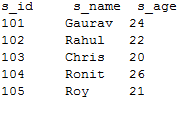 s_id s_name s_age
101 Gaurav 24
102 Rahul 22
103 Chris 20
104 Ronit 26
105 Roy 21